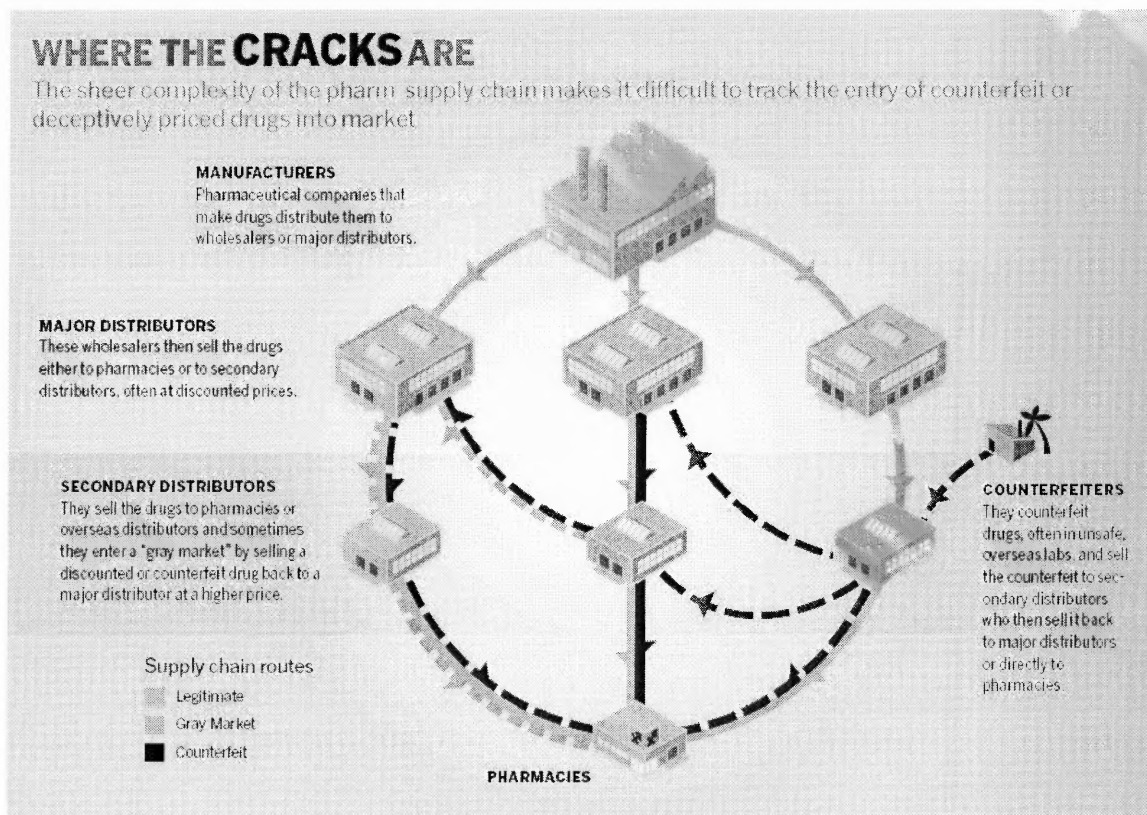 WHERE THE CRACKS ARE
The sheer complexity of the pharm supply chain makes it difficult to track the entry of counterfeit or
deceptively priced drugs into market
MANUFACTURERS
Pharmaceutical companies that
make drugs distribute them to
wholesalers or major distributors.
MAJOR DISTRIBUTORS
These wholesalers then sell the drugs
either to pharmacies or to secondary
distributors, often at discounted prices.
SECONDARY DISTRIBUTORS
They sell the drugs to pharmacies or
overseas distributors and sometimes
they enter a "gray market" by selling a
discounted or counterfeit drug back to a
major distributor at a higher price.
COUNTERFEITERS
They counterfeit
drugs, often in unsafe,
overseas labs, and sell
the counterfeit to sec-
ondary distributors
who then sell it back
to major distributors
or directly to
pharmacies.
Supply chain routes
Legitimate
Gray Market
Counterfeit
PHARMACIES